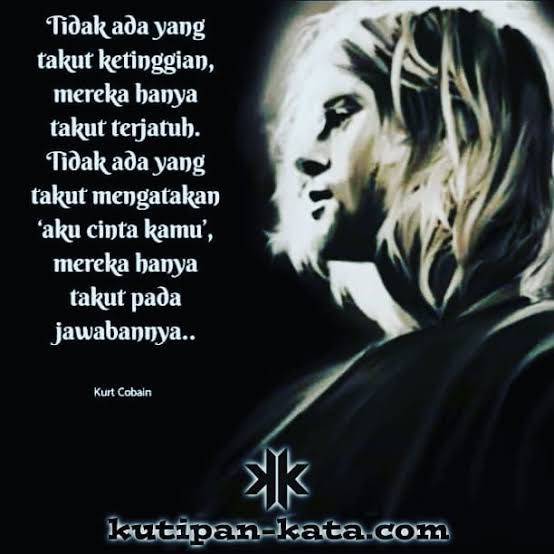 Tidak ada yang
takut ketinggian,
mereka hanya
takut terjatuh.
Tidak ada yang
takut mengatakan
‘aku cinta kamu’,
mereka hanya
takut pada
jawabannya..
Kurt Cobain
kutipan-kata.com